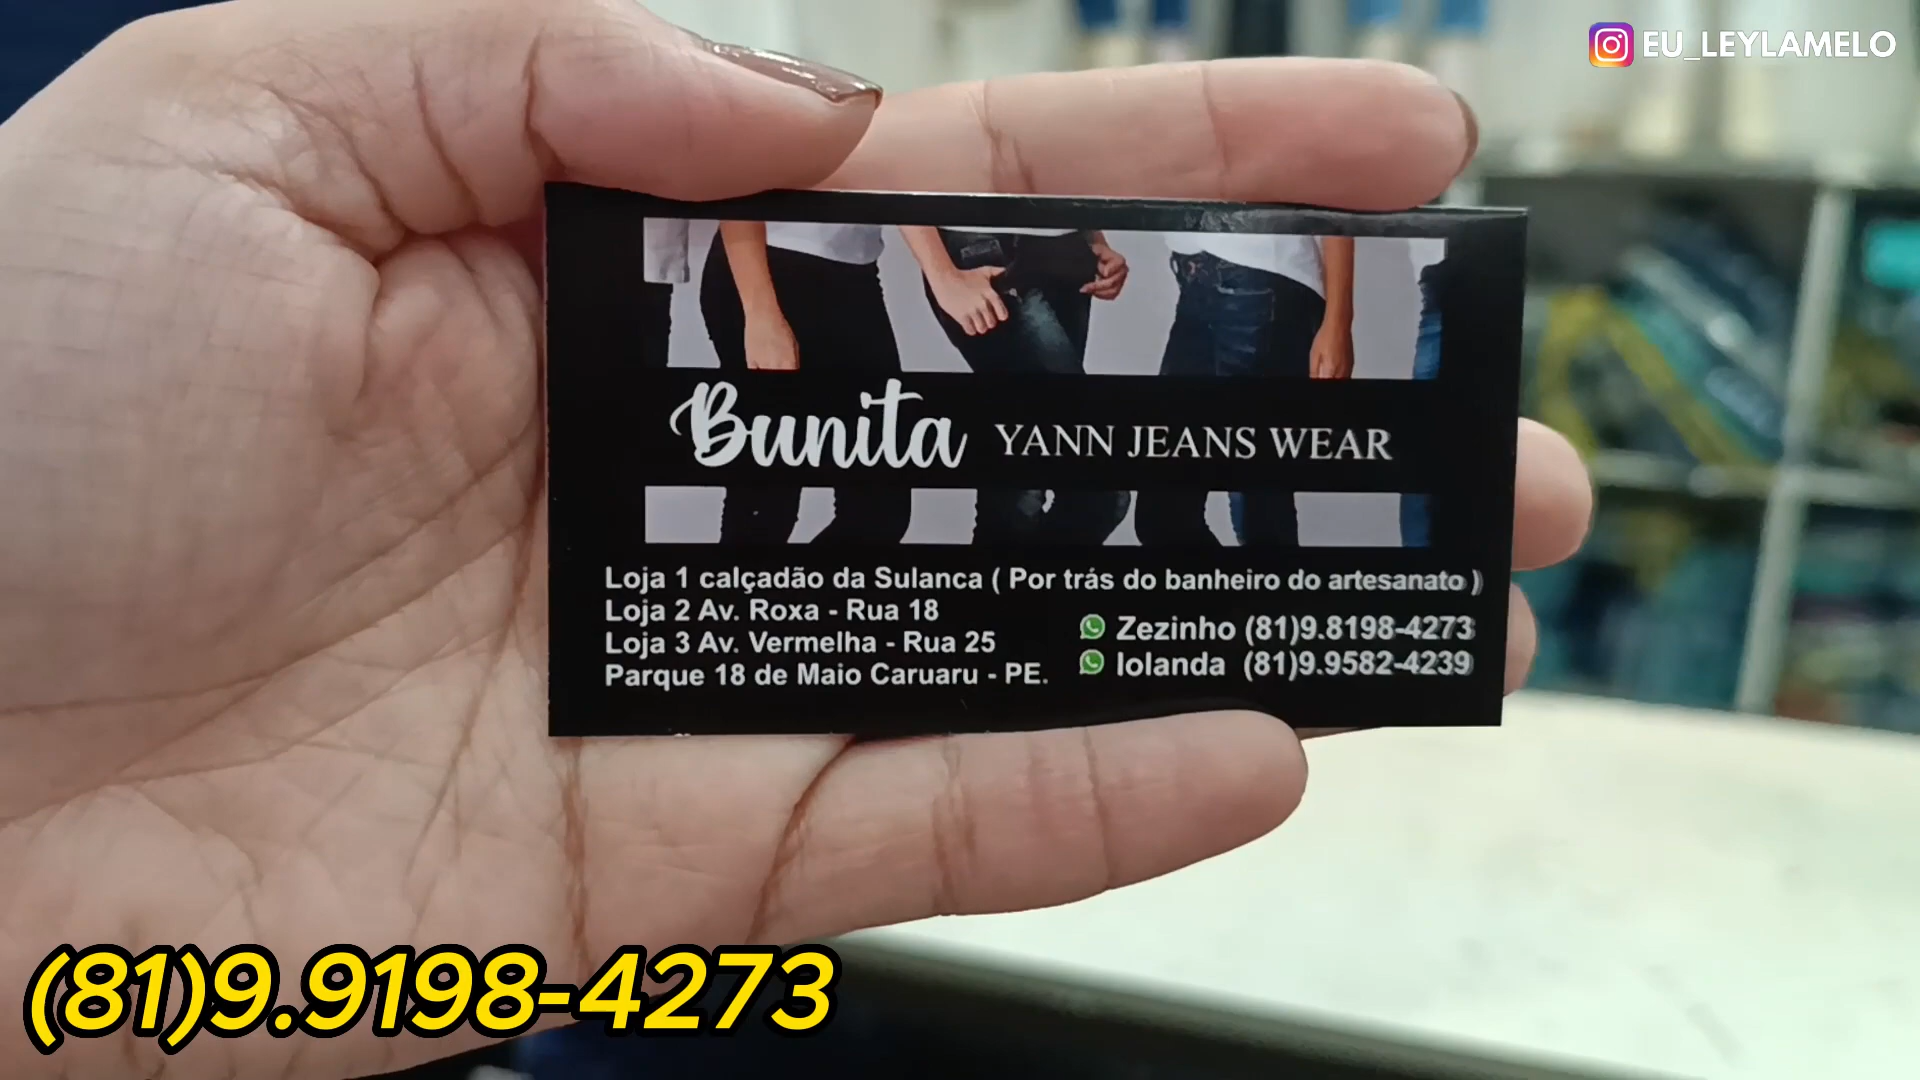 EU_LEYLAMELO
Bunita YANN JEANS WEAR
Loja 1 calçadão da Sulanca ( Por trás do banheiro do artesanato )
Loja 2 Av. Roxa - Rua 18
Loja 3 Av. Vermelha - Rua 25
Parque 18 de Maio Caruaru - PE.
Zezinho (81)9.8198-4273
Iolanda (81)9.9582-4239
(81)9.9198-4273